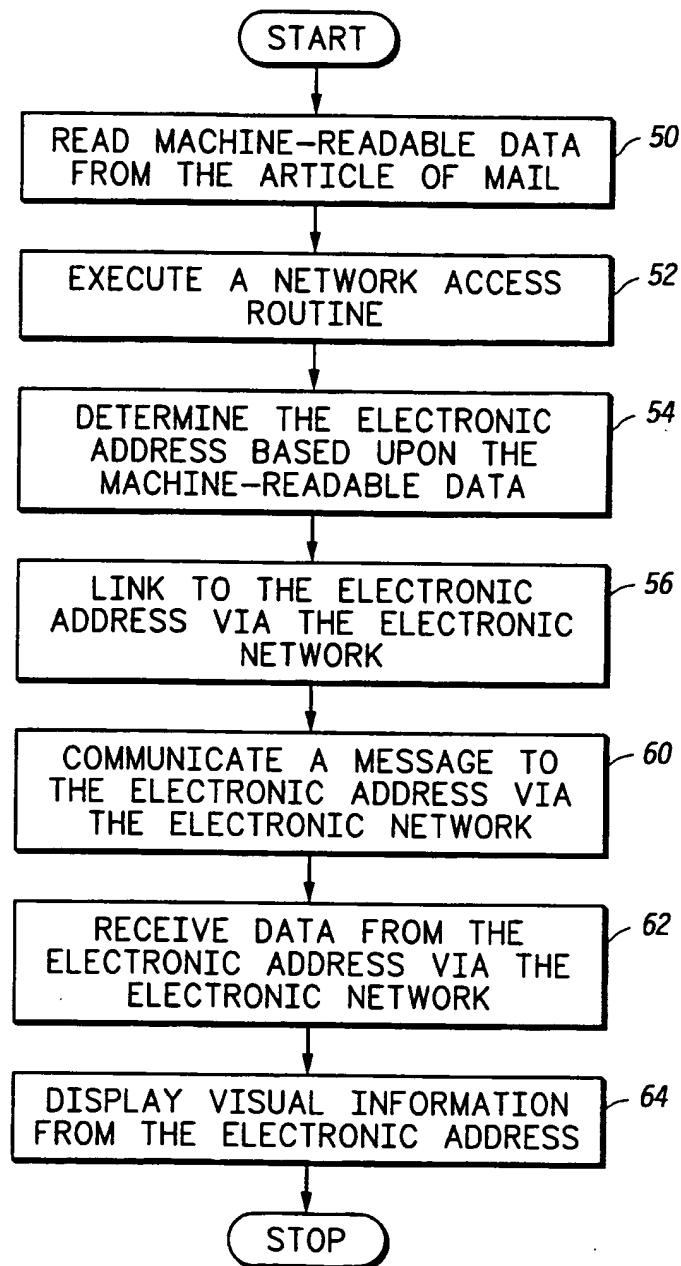 START
READ MACHINE-READABLE DATA
FROM THE ARTICLE OF MAIL
50
EXECUTE A NETWORK ACCESS
ROUTINE
52
DETERMINE THE ELECTRONIC
ADDRESS BASED UPON THE
MACHINE-READABLE DATA
54
LINK TO THE ELECTRONIC
ADDRESS VIA THE ELECTRONIC
NETWORK
56
COMMUNICATE A MESSAGE TO
THE ELECTRONIC ADDRESS VIA
THE ELECTRONIC NETWORK
60
RECEIVE DATA FROM THE
ELECTRONIC ADDRESS VIA THE
ELECTRONIC NETWORK
62
DISPLAY VISUAL INFORMATION
FROM THE ELECTRONIC ADDRESS
64
STOP